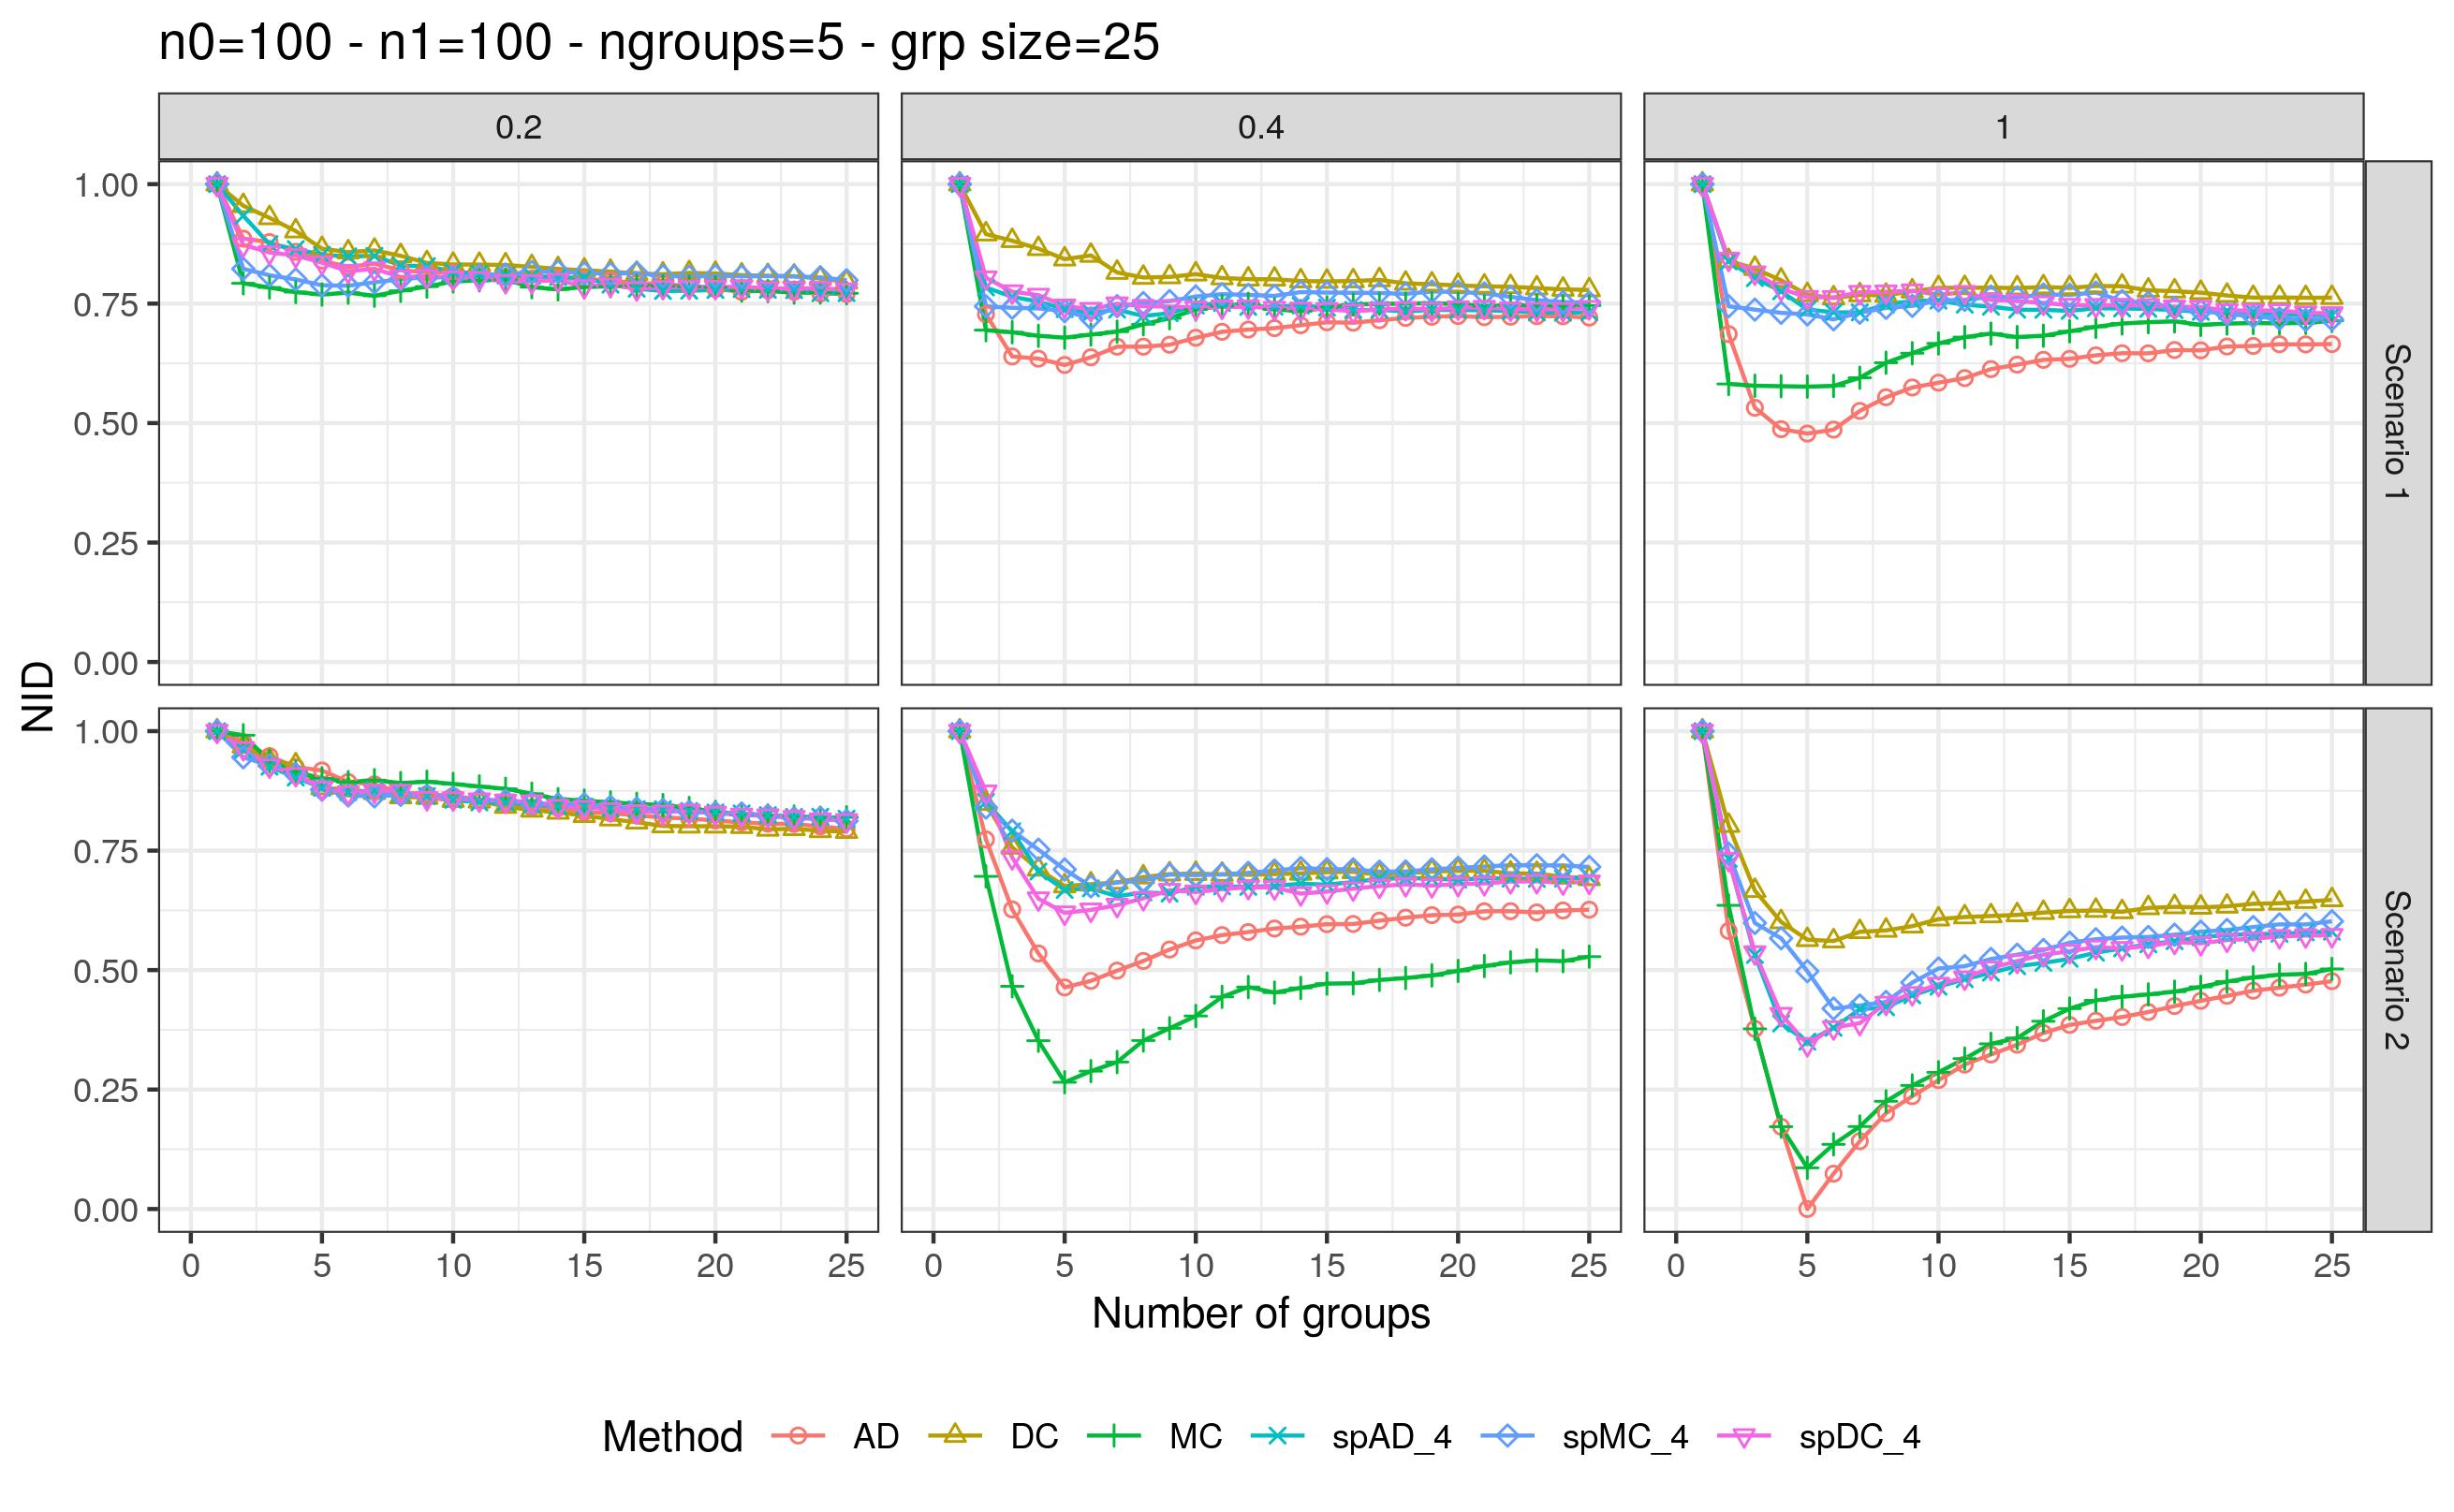 n0=100 - n1=100 - ngroups=5 - grp size=25
0.2 0.4 1
1.00
0.75
0.50
0.25
0.00
Scenario 1
NID
1.00
0.75
0.50
0.25
0.00
Scenario 2
0 5 10 15 20 25 0 5 10 15 20 25 0 5 10 15 20 25
Number of groups
Method AD DC MC spAD_4 spMC_4 spDC_4